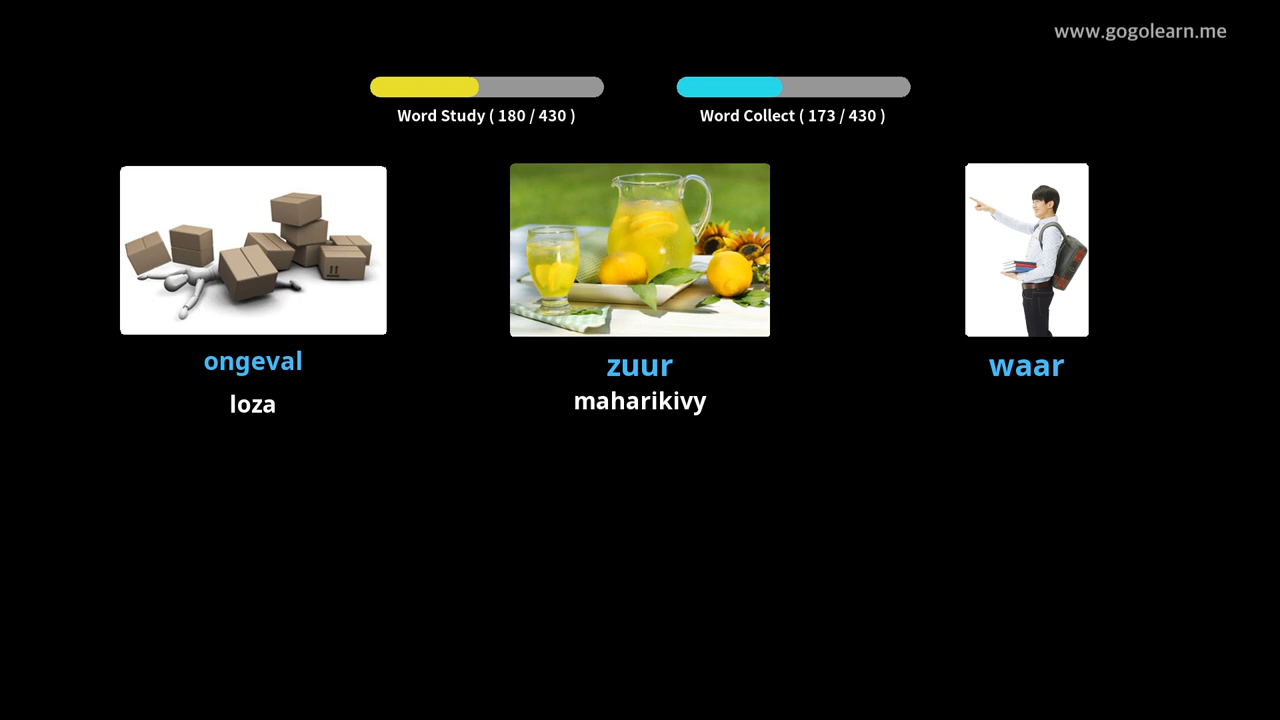 www.gogolearn.me
Word Study ( 180 / 430 )
Word Collect ( 173 / 430 )
ongeval
loza
zuur
maharikivy
waar